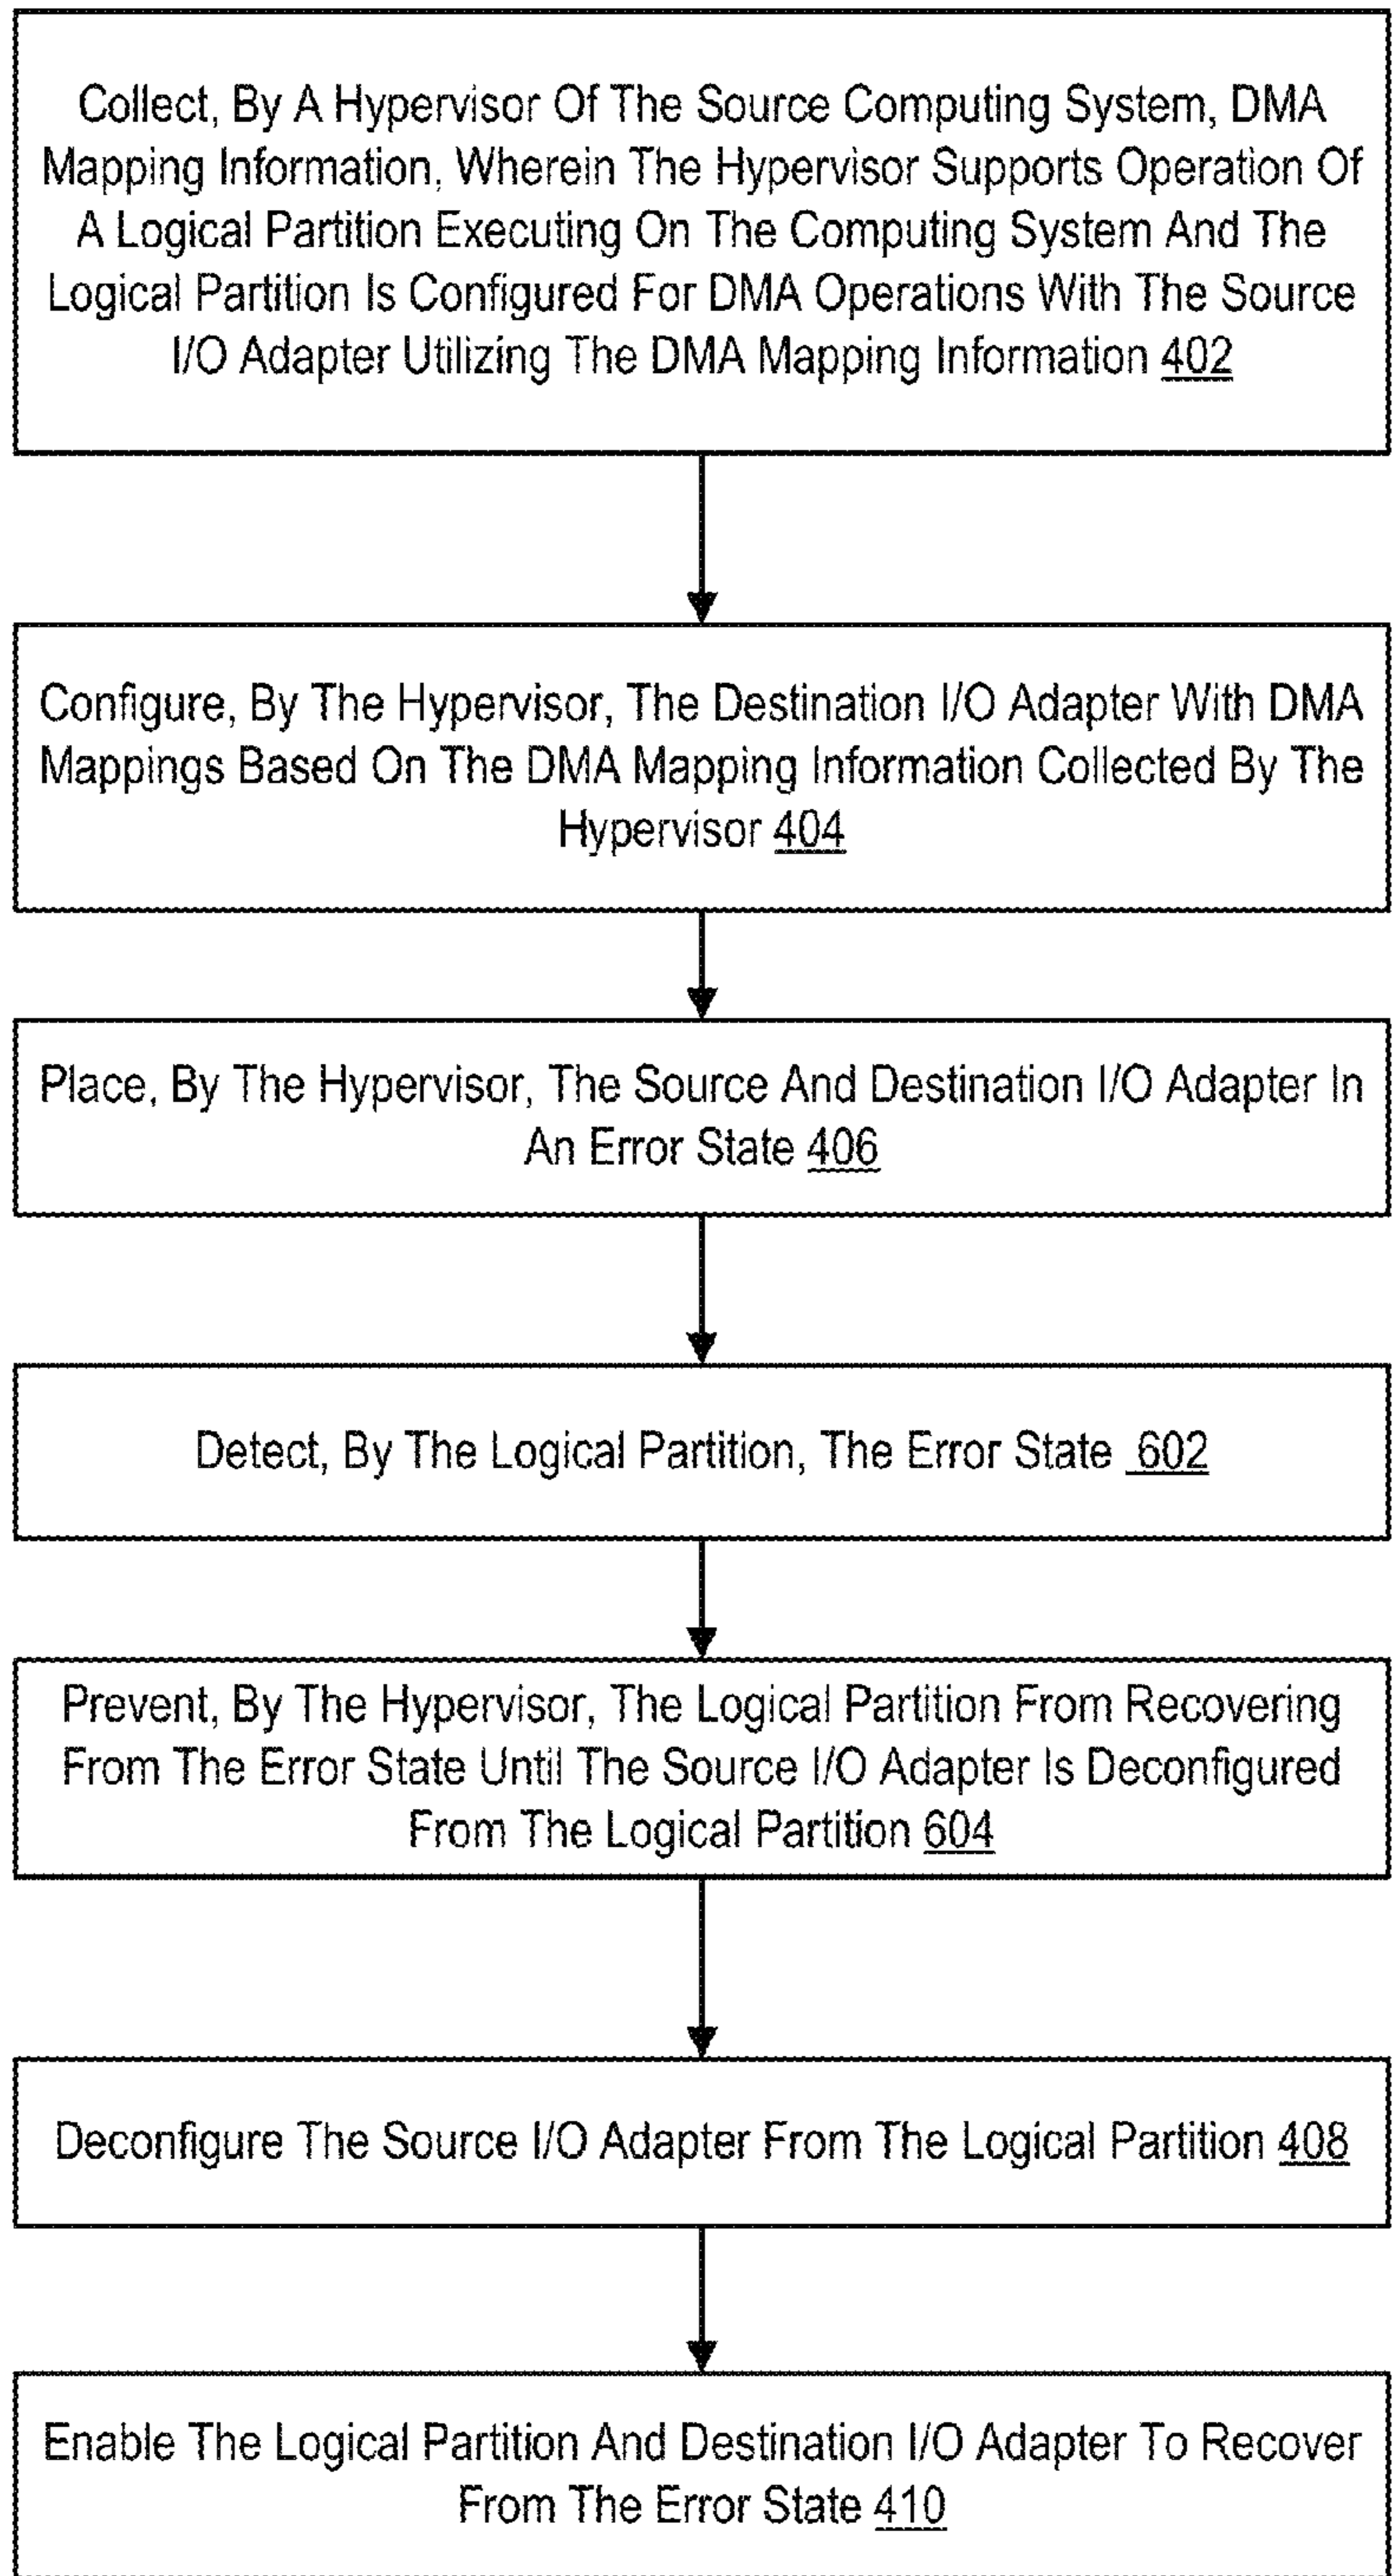 Collect, By A Hypervisor Of The Source Computing System, DMA
Mapping Information, Wherein The Hypervisor Supports Operation Of
A Logical Partition Executing On The Computing System And The
Logical Partition Is Configured For DMA Operations With The Source
I/O Adapter Utilizing The DMA Mapping Information 402
Configure, By The Hypervisor, The Destination I/O Adapter With DMA
Mappings Based On The DMA Mapping Information Collected By The
Hypervisor 404
Place, By The Hypervisor, The Source And Destination I/O Adapter In
An Error State 406
Detect, By The Logical Partition, The Error State 602
Prevent, By The Hypervisor, The Logical Partition From Recovering
From The Error State Until The Source I/O Adapter Is Deconfigured
From The Logical Partition 604
Deconfigure The Source I/O Adapter From The Logical Partition 408
Enable The Logical Partition And Destination I/O Adapter To Recover
From The Error State 410